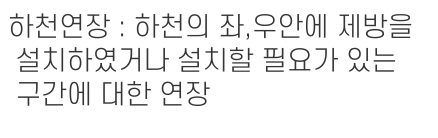 하천연장 : 하천의 좌,우안에 제방을
설치하였거나 설치할 필요가 있는
구간에 대한 연장